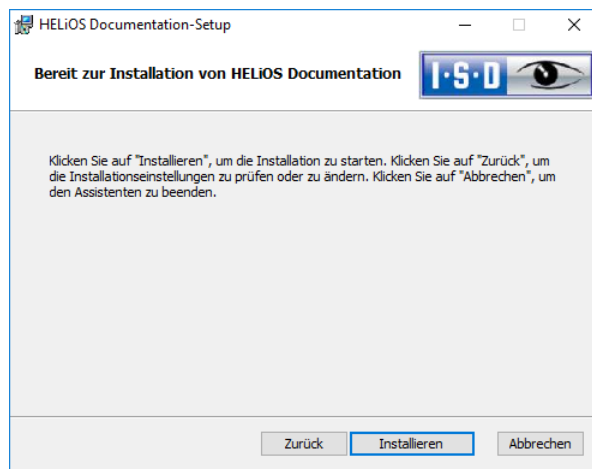 HELiOS Documentation-Setup
Bereit zur Installation von HELiOS Documentation
I·S·D
Klicken Sie auf "Installieren", um die Installation zu starten. Klicken Sie auf "Zurück", um
die Installationseinstellungen zu prüfen oder zu ändern. Klicken Sie auf "Abbrechen", um
den Assistenten zu beenden.
Zurück Installieren Abbrechen